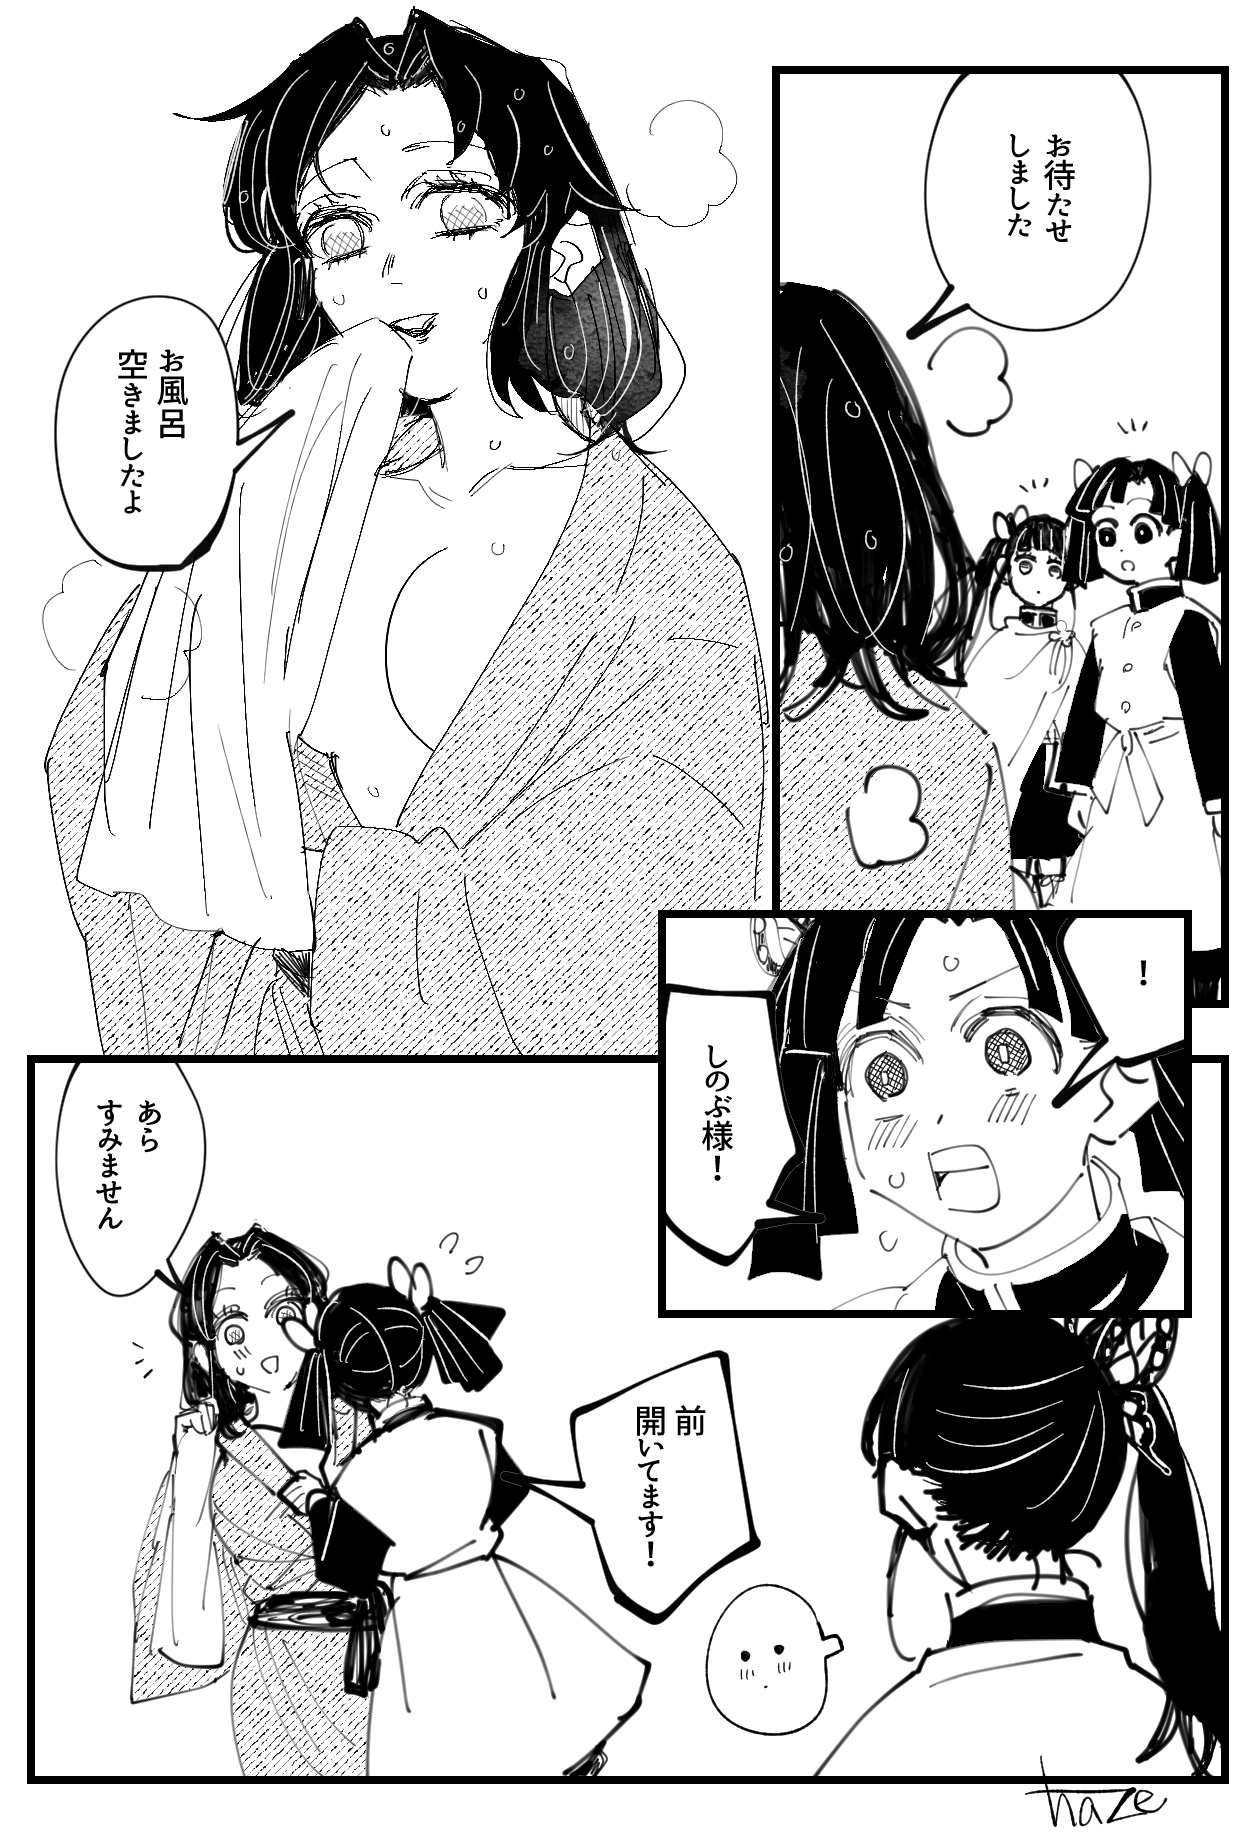 お待たせ
しました
お風呂
空きましたよ
！
しのぶ様！
前
開いてます！
あら
すみません
haze